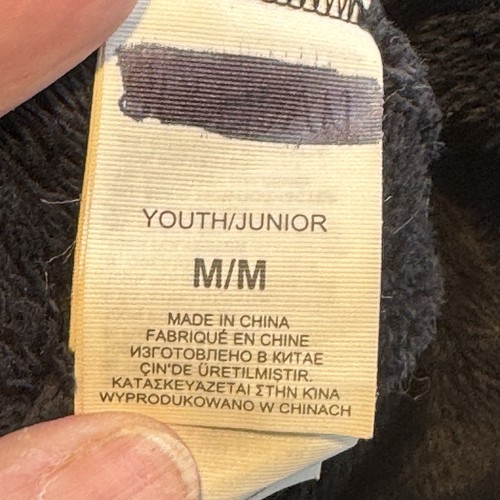 YOUTH/JUNIOR
M/M
MADE IN CHINA
FABRIQUÉ EN CHINE
ИЗГОТОВЛЕНО В КИТАЕ
ÇIN'DE ÜRETILMIŞTIR.
ΚΑΤΑΣΚΕΥΑΖΕΤΑΙ ΣΤΗΝ ΚΙΝΑ
WYPRODUKOWANO W CHINACH